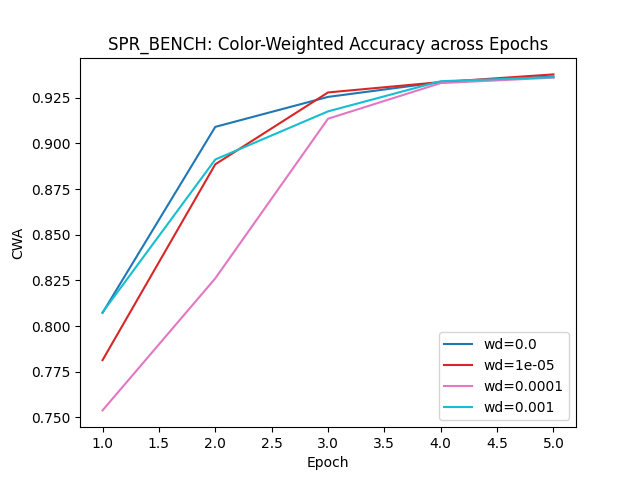 SPR_BENCH: Color-Weighted Accuracy across Epochs
CWA
0.925
0.900
0.875
0.850
0.825
0.800
0.775
0.750
wd=0.0
wd=1e-05
wd=0.0001
wd=0.001
1.0 1.5 2.0 2.5 3.0 3.5 4.0 4.5 5.0
Epoch